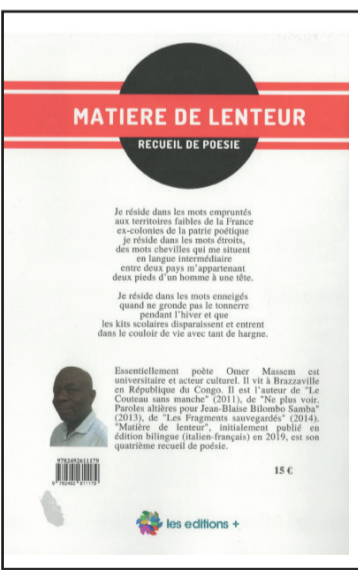 MATIERE DE LENTEUR
RECUEIL DE POESIE
Je réside dans les mots empruntés
aux territoires faibles de la France
ex-colonies de la patrie poétique
je réside dans les mots étroits,
des mots chevilles qui me situent
en langue intermédiaire
entre deux pays m'appartenant
deux pieds d'un homme à une tête.
Je réside dans les mots enneigés
quand ne gronde pas le tonnerre
pendant l'hiver et que
les kits scolaires disparaissent et entrent
dans le couloir de vie avec tant de hargne.
Essentiellement poète Omer Massem est
universitaire et acteur culturel. Il vit à Brazzaville
en République du Congo. Il est l'auteur de "Le
Couteau sans manche" (2011), de "Ne plus voir.
Paroles altières pour Jean-Blaise Bilombo Samba"
(2013), de "Les Fragments sauvegardés" (2014).
"Matière de lenteur", initialement publié en
édition bilingue (italien-français) en 2019, est son
quatrième recueil de poésie.
9782492611179
9 782492 611179
15 €
les editions +